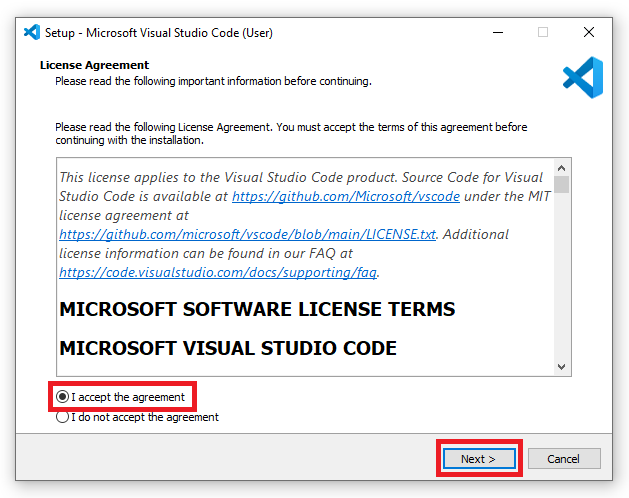 Setup - Microsoft Visual Studio Code (User)
License Agreement
Please read the following important information before continuing.
Please read the following License Agreement. You must accept the terms of this agreement before
continuing with the installation.
This license applies to the Visual Studio Code product. Source Code for Visual
Studio Code is available at https://github.com/Microsoft/vscode under the MIT
license agreement at
https://github.com/microsoft/vscode/blob/main/LICENSE.txt. Additional
license information can be found in our FAQ at
https://code.visualstudio.com/docs/supporting/faq.
MICROSOFT SOFTWARE LICENSE TERMS
MICROSOFT VISUAL STUDIO CODE
I accept the agreement
I do not accept the agreement
Next >
Cancel